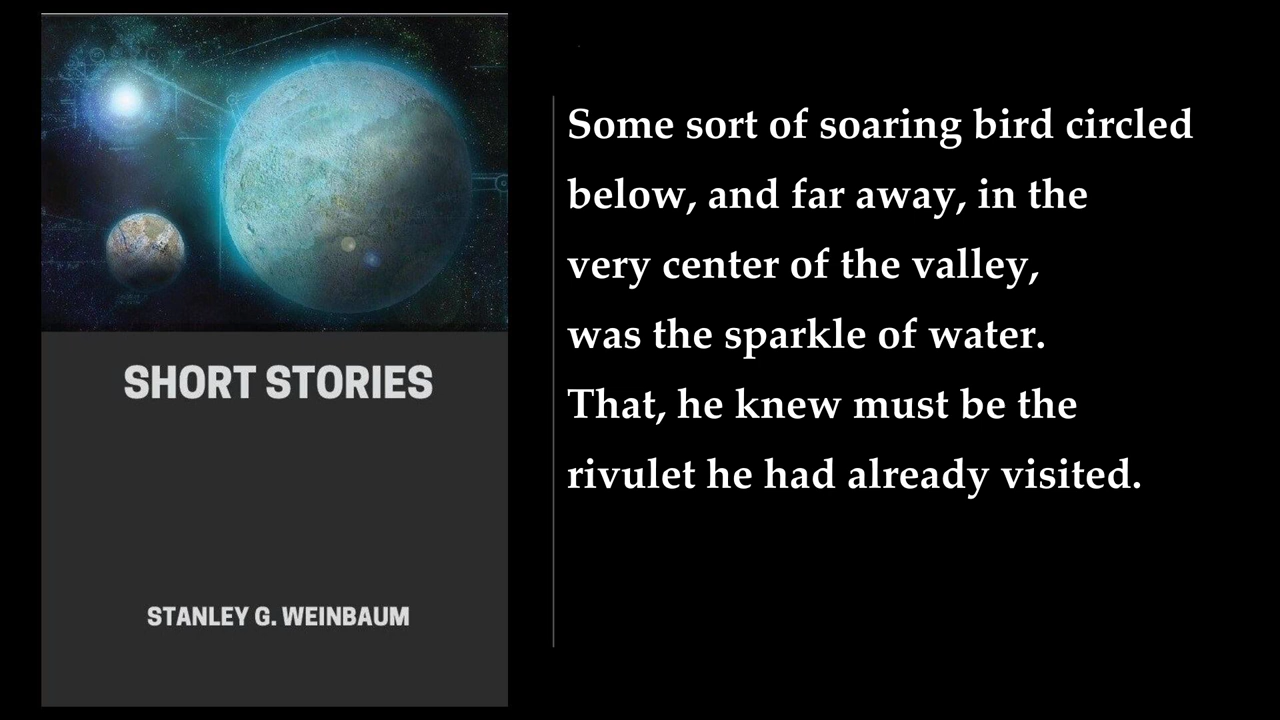 SHORT STORIES
STANLEY G. WEINBAUM
Some sort of soaring bird circled
below, and far away, in the
very center of the valley,
was the sparkle of water.
That, he knew must be the
rivulet he had already visited.